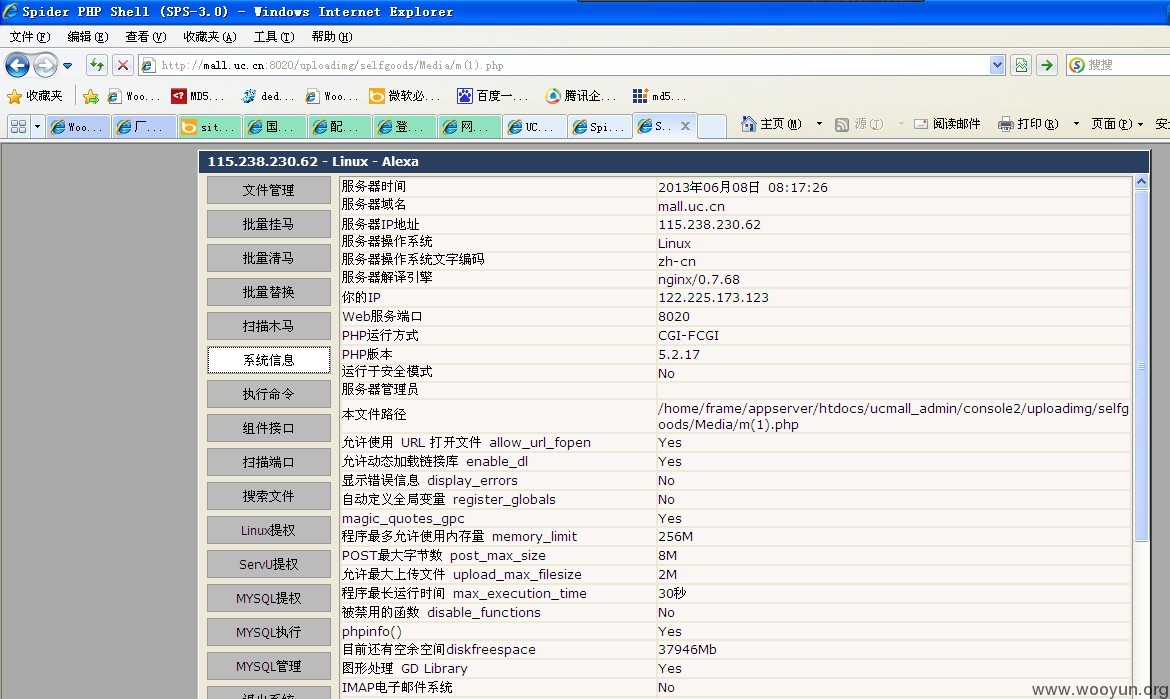 Spider PHP Shell (SPS-3.0) - Windows Internet Explorer
文件(F) 编辑(E) 查看(V) 收藏夹(A) 工具(T) 帮助(H)
http://mall.uc.cn:8020/uploadimg/selfgoods/Media/m(1).php 搜搜
收藏夹 Woo... MD5... ded... Woo... 微软必... 百度一... 腾讯企... md5...
Woo... 厂... sit... 国... 配... 登... 网... UC... Spi... S.. X 主页(M) 源(J) 阅读邮件 打印(R) 页面(P) 安
115.238.230.62 - Linux - Alexa
文件管理
批量挂马
批量清马
批量替换
扫描木马
系统信息
执行命令
组件接口
扫描端口
搜索文件
Linux提权
ServU提权
MYSQL提权
MYSQL执行
MYSQL管理
退出系统
服务器时间 2013年06月08日 08:17:26
服务器域名 mall.uc.cn
服务器IP地址 115.238.230.62
服务器操作系统 Linux
服务器操作系统文字编码 zh-cn
服务器解译引擎 nginx/0.7.68
你的IP 122.225.173.123
Web服务端口 8020
PHP运行方式 CGI-FCGI
PHP版本 5.2.17
运行于安全模式 No
服务器管理员
本文件路径 /home/frame/appserver/htdocs/ucmall_admin/console2/uploadimg/selfg
oods/Media/m(1).php
允许使用 URL 打开文件 allow_url_fopen Yes
允许动态加载链接库 enable_dl Yes
显示错误信息 display_errors No
自动定义全局变量 register_globals No
magic_quotes_gpc Yes
程序最多允许使用内存量 memory_limit 256M
POST最大字节数 post_max_size 8M
允许最大上传文件 upload_max_filesize 2M
程序最长运行时间 max_execution_time 30秒
被禁用的函数 disable_functions No
phpinfo() Yes
目前还有空余空间diskfreespace 37946Mb
图形处理 GD Library Yes
IMAP电子邮件系统 No
www.wooyun.org